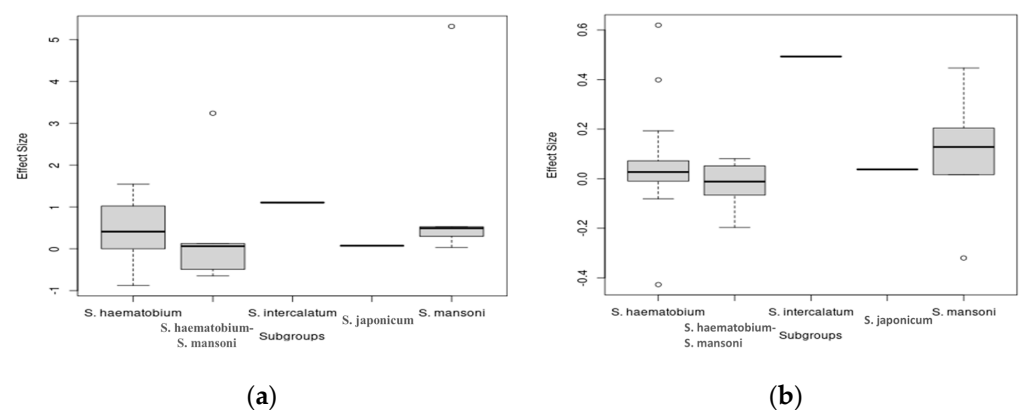 Effect Size
5
4
3
2
1
0
-1
S. haematobium
S. haematobium-
S. mansoni
S. intercalatum
S. japonicum
S. mansoni
Subgroups
(a)
Effect Size
0.6
0.4
0.2
0.0
-0.2
-0.4
S. haematobium
S. haematobium-
S. mansoni
S. intercalatum
S. japonicum
S. mansoni
Subgroups
(b)